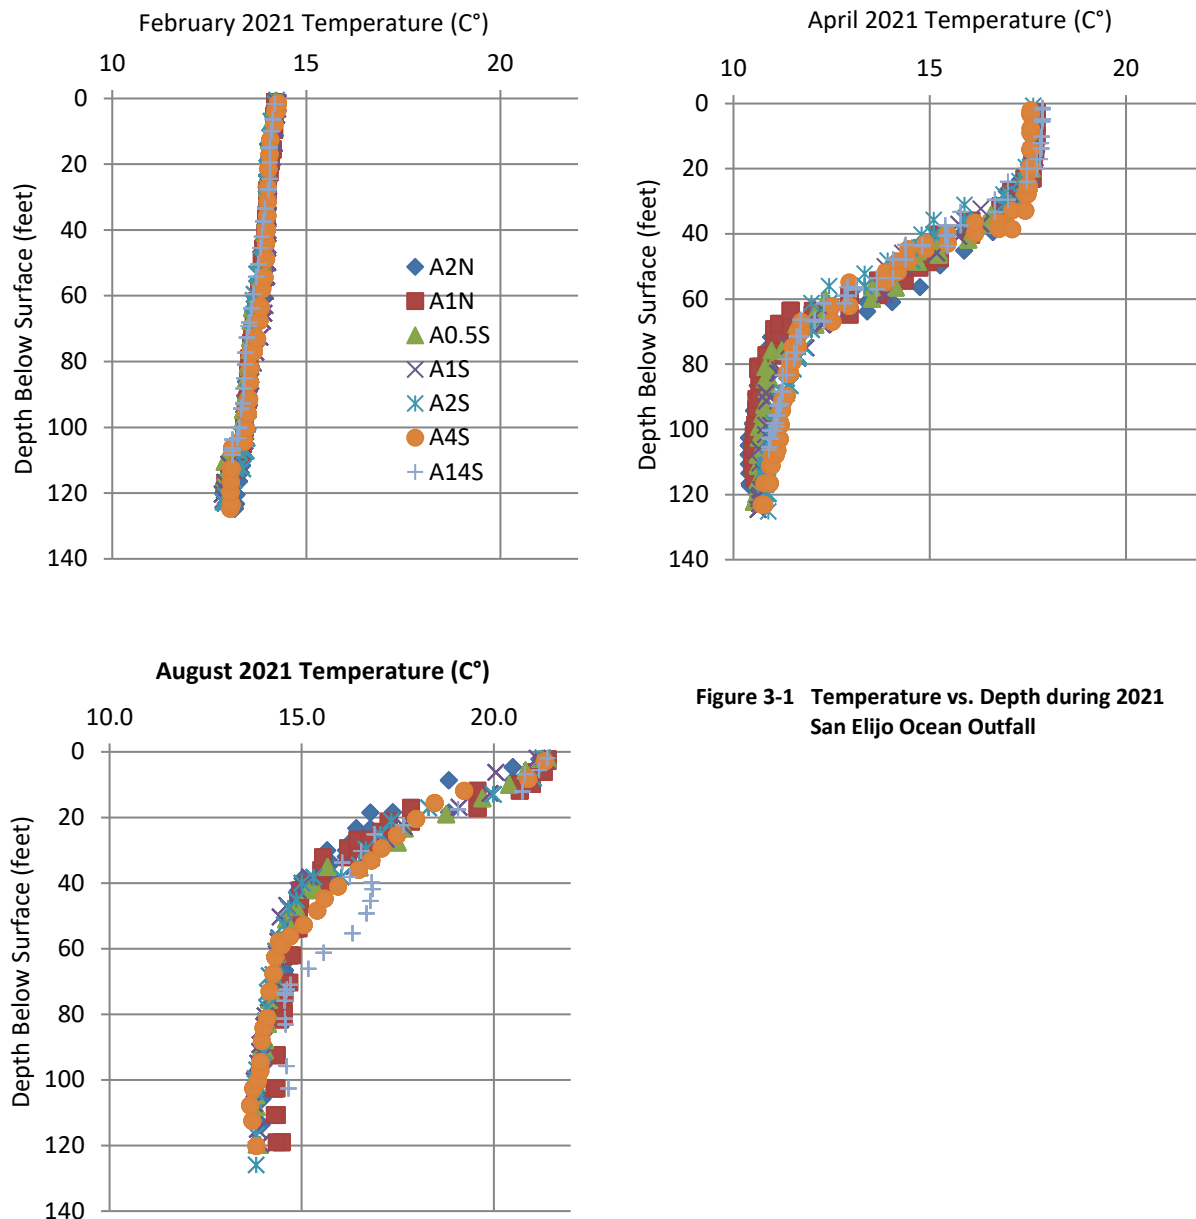 February 2021 Temperature (C°)
10 15 20
0
20
40
60
80
100
120
140
Depth Below Surface (feet)
A2N
A1N
A0.5S
A1S
A2S
A4S
A14S
April 2021 Temperature (C°)
10 15 20
0
20
40
60
80
100
120
140
Depth Below Surface (feet)
August 2021 Temperature (C°)
10.0 15.0 20.0
0
20
40
60
80
100
120
140
Depth Below Surface (feet)
Figure 3-1 Temperature vs. Depth during 2021
San Elijo Ocean Outfall